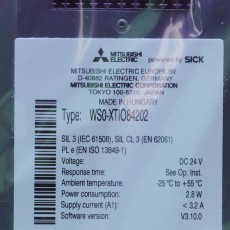 MITSUBISHI ELECTRIC powered by SICK
MITSUBISHI ELECTRIC EUROPE BV
D-40882 RATINGEN, GERMANY
MITSUBISHI ELECTRIC CORPORATION
TOKYO 100-8310, JAPAN
MADE IN HUNGARY
Type: WS0-XTIO84202
SIL 3 (IEC 61508), SIL CL 3 (EN 62061)
PL e (EN ISO 13849-1)
Voltage: DC 24 V
Response time: See Op. Inst.
Ambient temperature: -25 °C to +55 °C
Power consumption: 2.8 W
Supply current (A1): < 3.2 A
Software version: V3.10.0